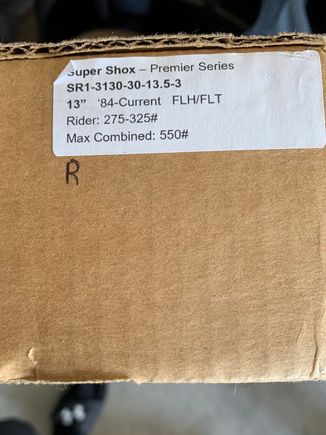 Super Shox – Premier Series
SR1-3130-30-13.5-3
13” ‘84-Current FLH/FLT
Rider: 275-325#
Max Combined: 550#
R